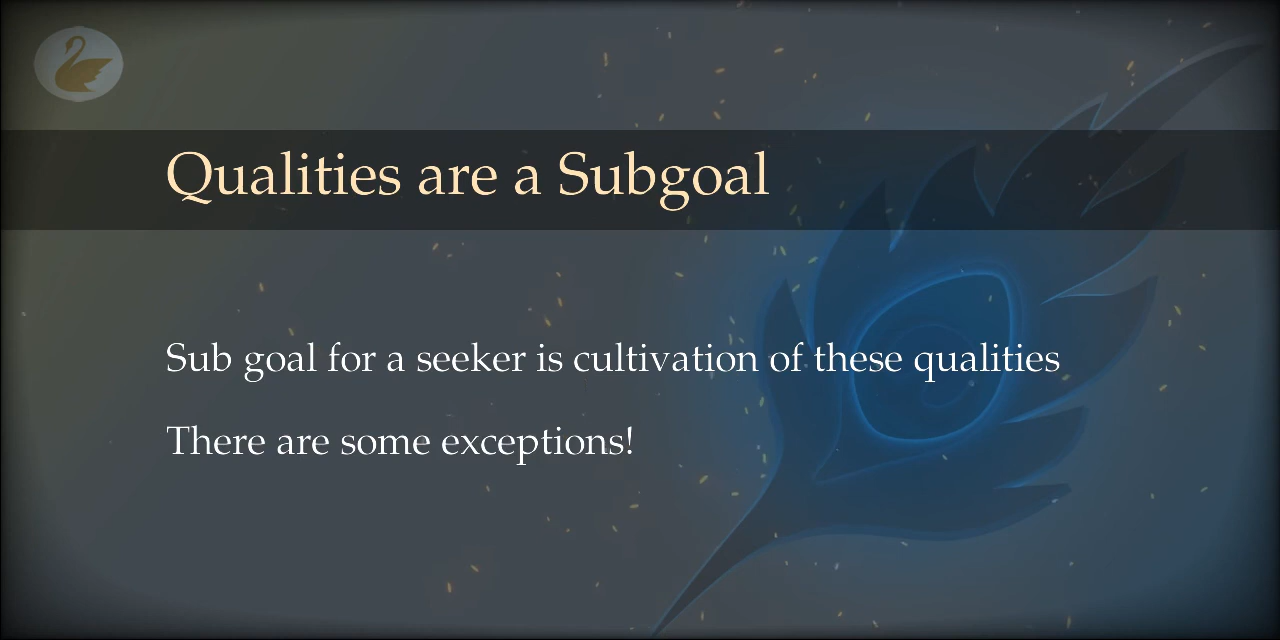 Qualities are a Subgoal
Sub goal for a seeker is cultivation of these qualities
There are some exceptions!